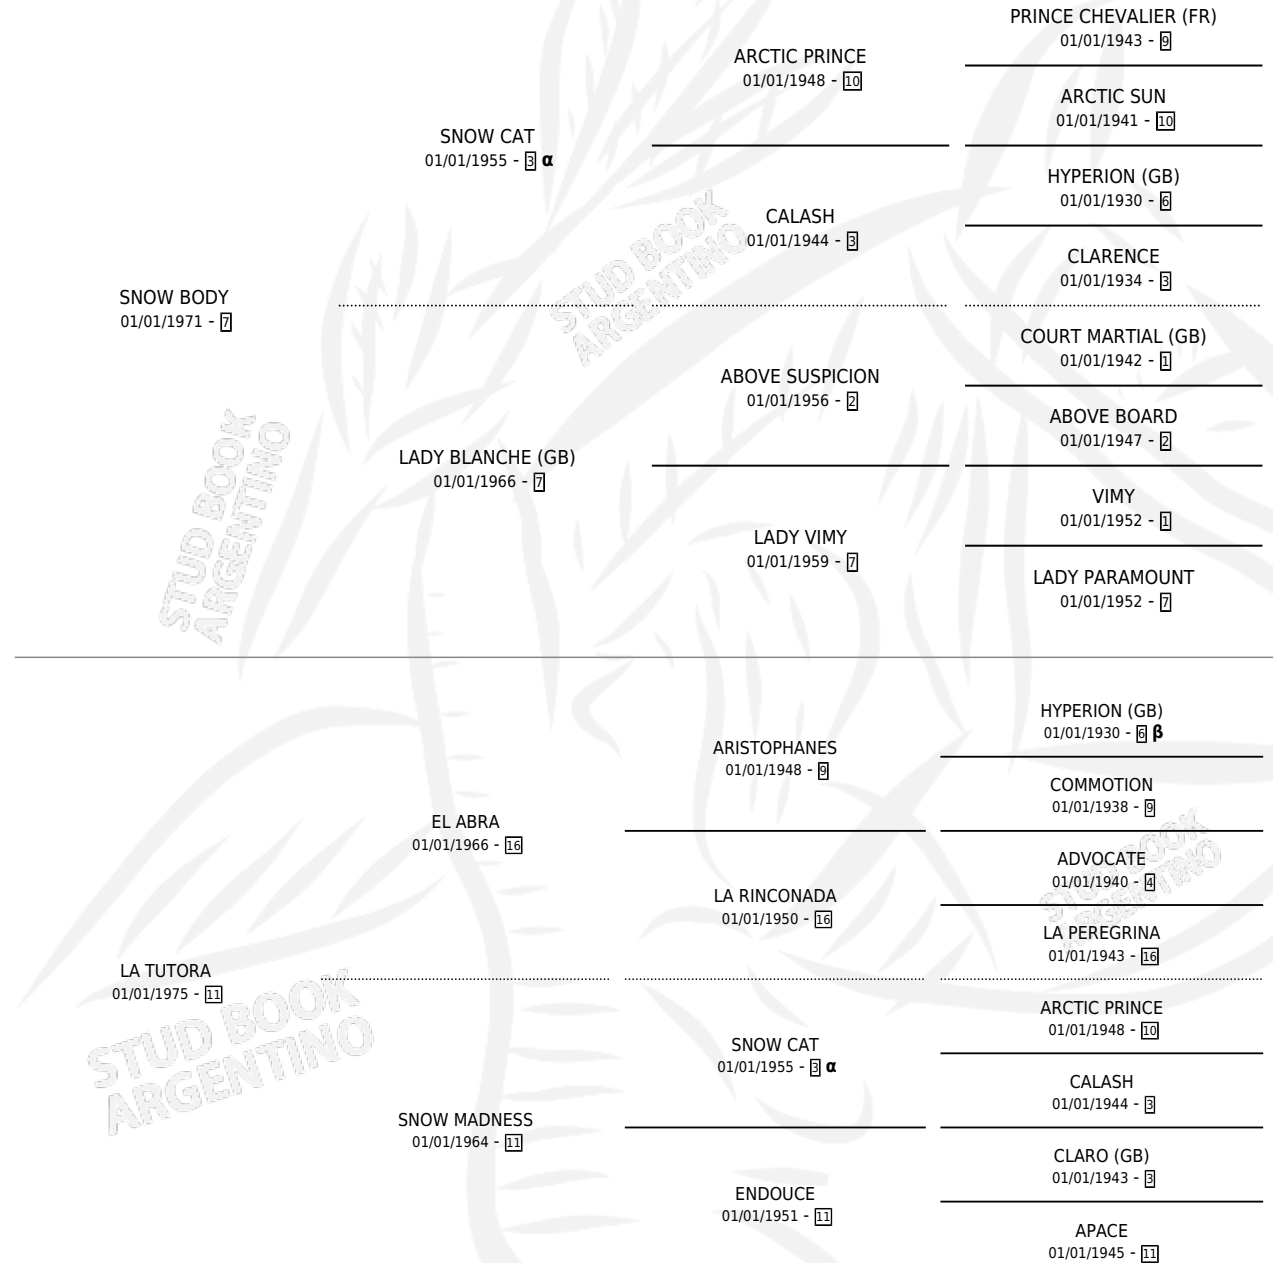 PRINCE CHEVALIER (FR)
01/01/1943 - 9
ARCTIC PRINCE
01/01/1948 - 10
ARCTIC SUN
01/01/1941 - 10
SNOW CAT
01/01/1955 - 3 α
HYPERION (GB)
01/01/1930 - 6
CALASH
01/01/1944 - 3
CLARENCE
01/01/1934 - 3
SNOW BODY
01/01/1971 - 7
COURT MARTIAL (GB)
01/01/1942 - 1
ABOVE SUSPICION
01/01/1956 - 2
ABOVE BOARD
01/01/1947 - 2
LADY BLANCHE (GB)
01/01/1966 - 7
VIMY
01/01/1952 - 1
LADY VIMY
01/01/1959 - 7
LADY PARAMOUNT
01/01/1952 - 7
HYPERION (GB)
01/01/1930 - 6 β
ARISTOPHANES
01/01/1948 - 9
COMMOTION
01/01/1938 - 9
EL ABRA
01/01/1966 - 16
ADVOCATE
01/01/1940 - 4
LA RINCONADA
01/01/1950 - 16
LA PEREGRINA
01/01/1943 - 16
LA TUTORA
01/01/1975 - 11
ARCTIC PRINCE
01/01/1948 - 10
SNOW CAT
01/01/1955 - 3 α
CALASH
01/01/1944 - 3
SNOW MADNESS
01/01/1964 - 11
CLARO (GB)
01/01/1943 - 3
ENDOUCE
01/01/1951 - 11
APACE
01/01/1945 - 11
STUD BOOK
ARGENTINO
STUD BOOK
ARGENTINO
STUD BOOK
ARGENTINO
STUD BOOK
ARGENTINO